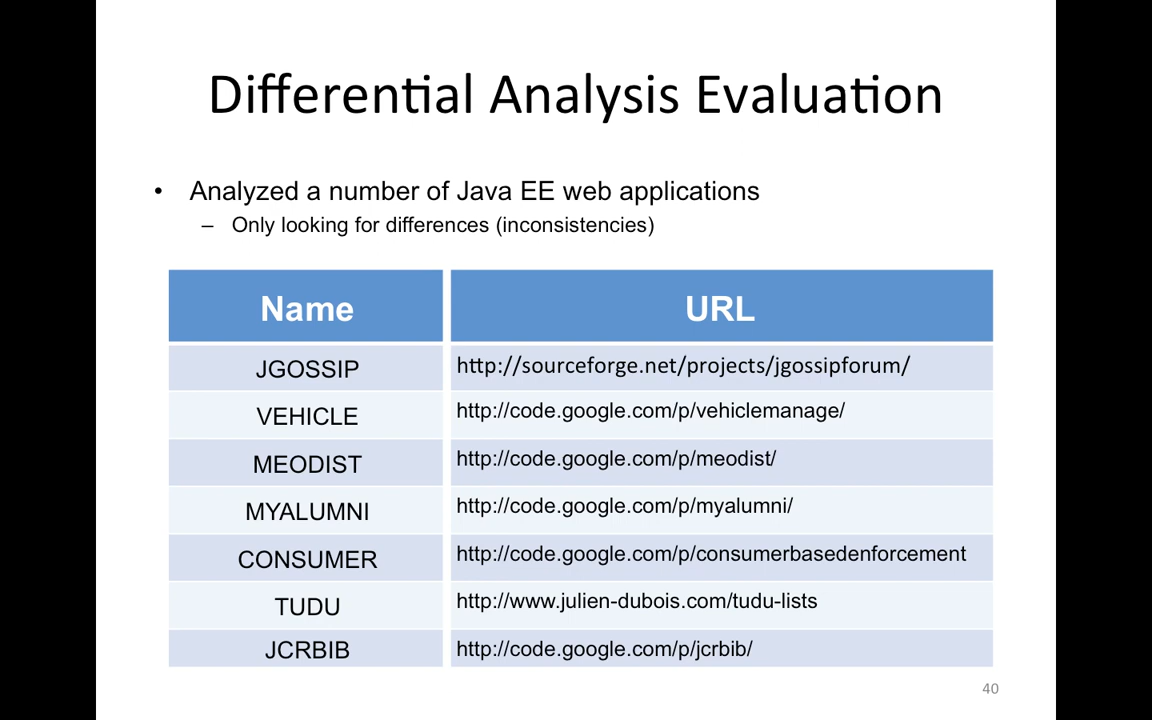 Differential Analysis Evaluation
• Analyzed a number of Java EE web applications
– Only looking for differences (inconsistencies)
Name URL
JGOSSIP http://sourceforge.net/projects/jgossipforum/
VEHICLE http://code.google.com/p/vehiclemanage/
MEODIST http://code.google.com/p/meodist/
MYALUMNI http://code.google.com/p/myalumni/
CONSUMER http://code.google.com/p/consumerbasedenforcement
TUDU http://www.julien-dubois.com/tudu-lists
JCRBIB http://code.google.com/p/jcrbib/
40